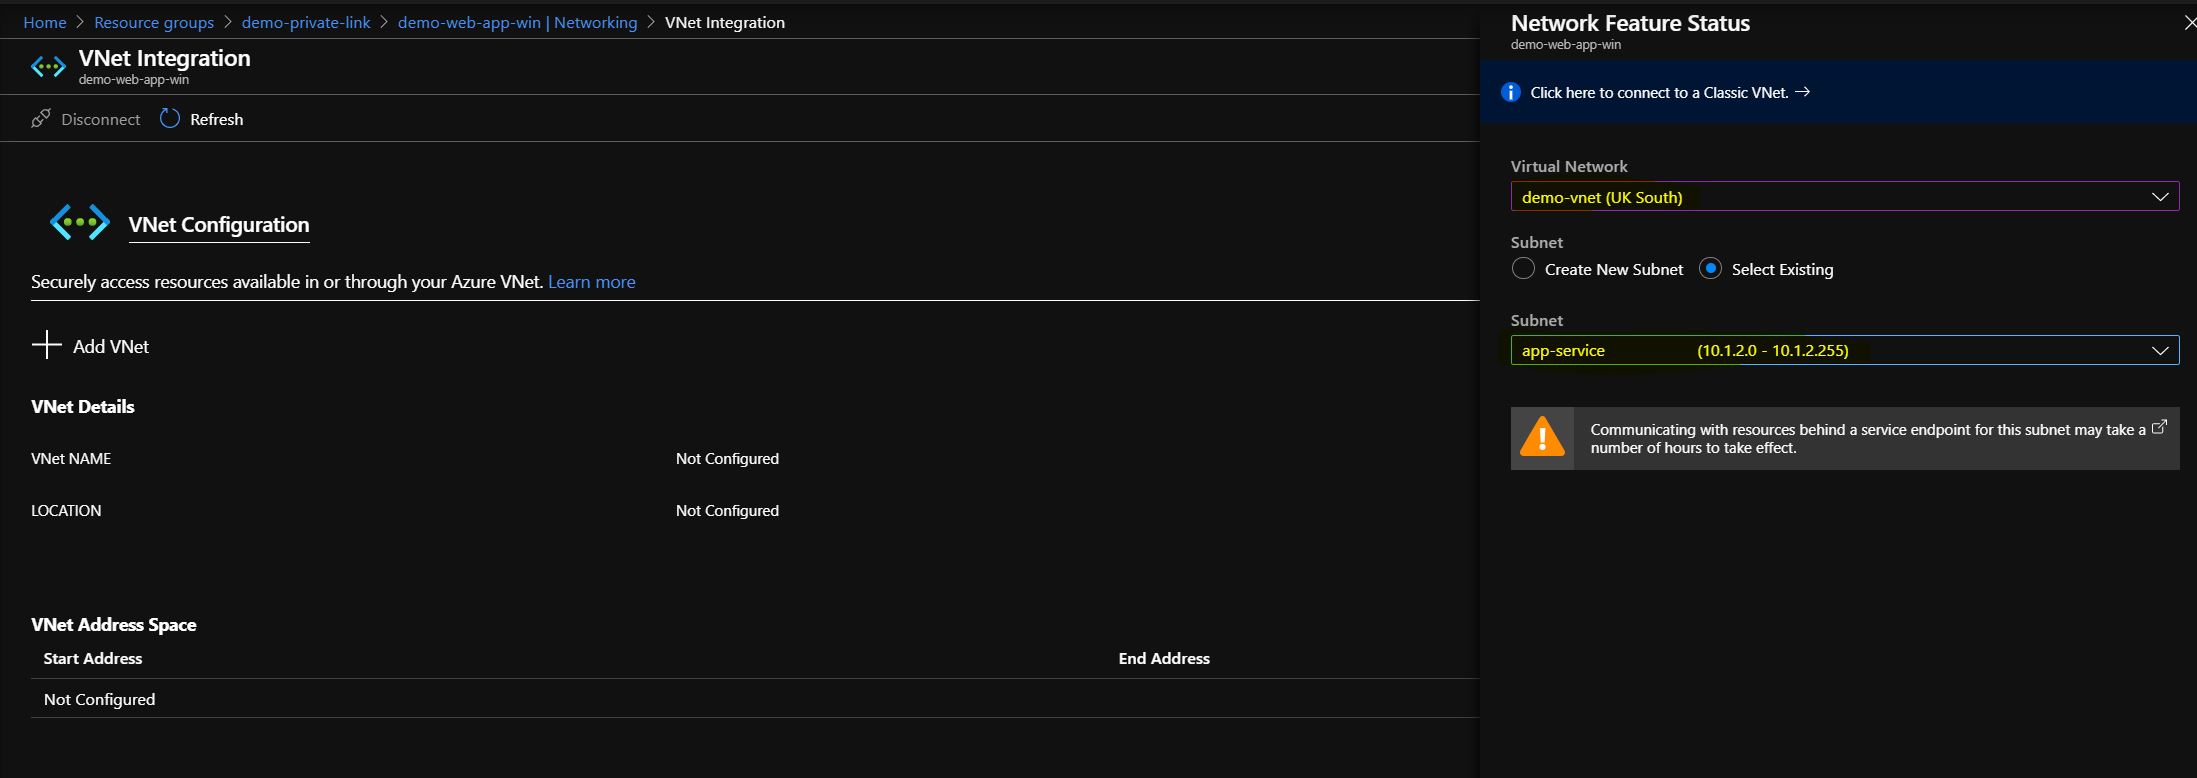 Home > Resource groups > demo-private-link > demo-web-app-win | Networking > VNet Integration
VNet Integration
demo-web-app-win
Disconnect Refresh
VNet Configuration
Securely access resources available in or through your Azure VNet. Learn more
Add VNet
VNet Details
VNet NAME Not Configured
LOCATION Not Configured
VNet Address Space
Start Address End Address
Not Configured
Network Feature Status
demo-web-app-win
Click here to connect to a Classic VNet. →
Virtual Network
demo-vnet (UK South)
Subnet
Create New Subnet Select Existing
Subnet
app-service (10.1.2.0 - 10.1.2.255)
Communicating with resources behind a service endpoint for this subnet may take a
number of hours to take effect.